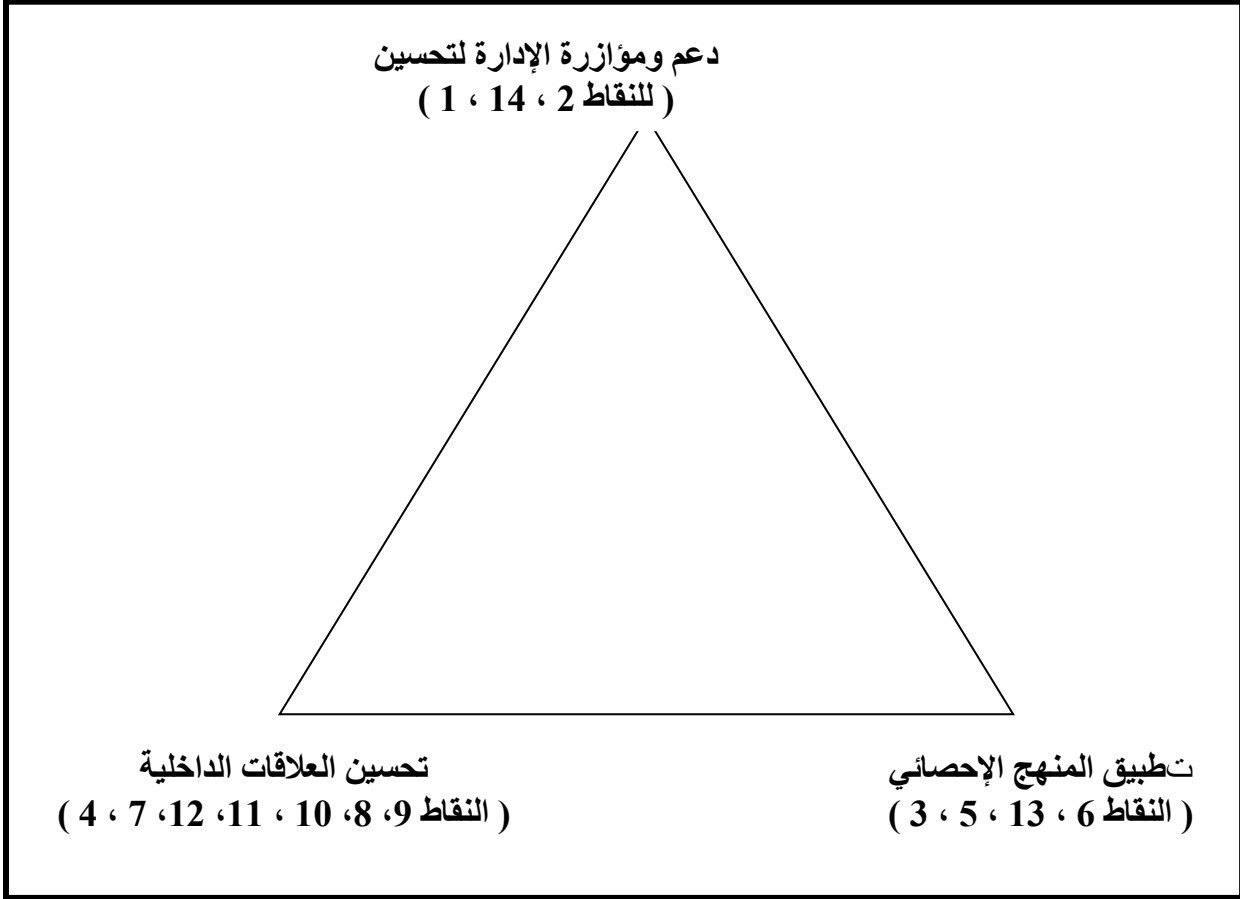 دعم ومؤازرة الإدارة لتحسين
( للنقاط 2 ، 14 ، 1 )
تطبيق المنهج الإحصائي
( النقاط 6 ، 13 ، 5 ، 3 )
تحسين العلاقات الداخلية
( النقاط 9، 8، 10 ، 11، 12، 7 ، 4 )